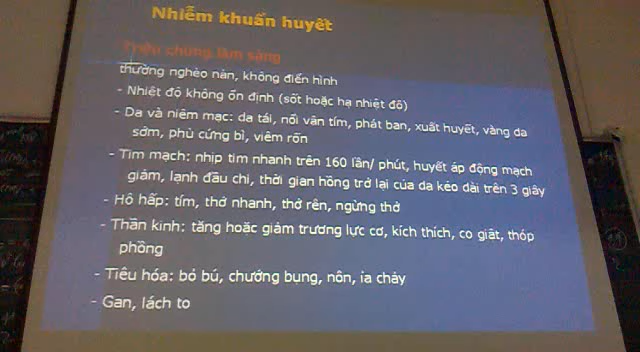 Nhiễm khuẩn huyết
Triệu chứng lâm sàng
thường nghèo nàn, không điển hình
- Nhiệt độ không ổn định (sốt hoặc hạ nhiệt độ)
- Da và niêm mạc: da tái, nổi vân tím, phát ban, xuất huyết, vàng da
sớm, phù cứng bì, viêm rốn
- Tim mạch: nhịp tim nhanh trên 160 lần/ phút, huyết áp động mạch
giảm, lạnh đầu chi, thời gian hồng trở lại của da kéo dài trên 3 giây
- Hô hấp: tím, thở nhanh, thở rên, ngừng thở
- Thần kinh: tăng hoặc giảm trương lực cơ, kích thích, co giật, thóp
phồng
- Tiêu hóa: bỏ bú, chướng bụng, nôn, ỉa chảy
- Gan, lách to